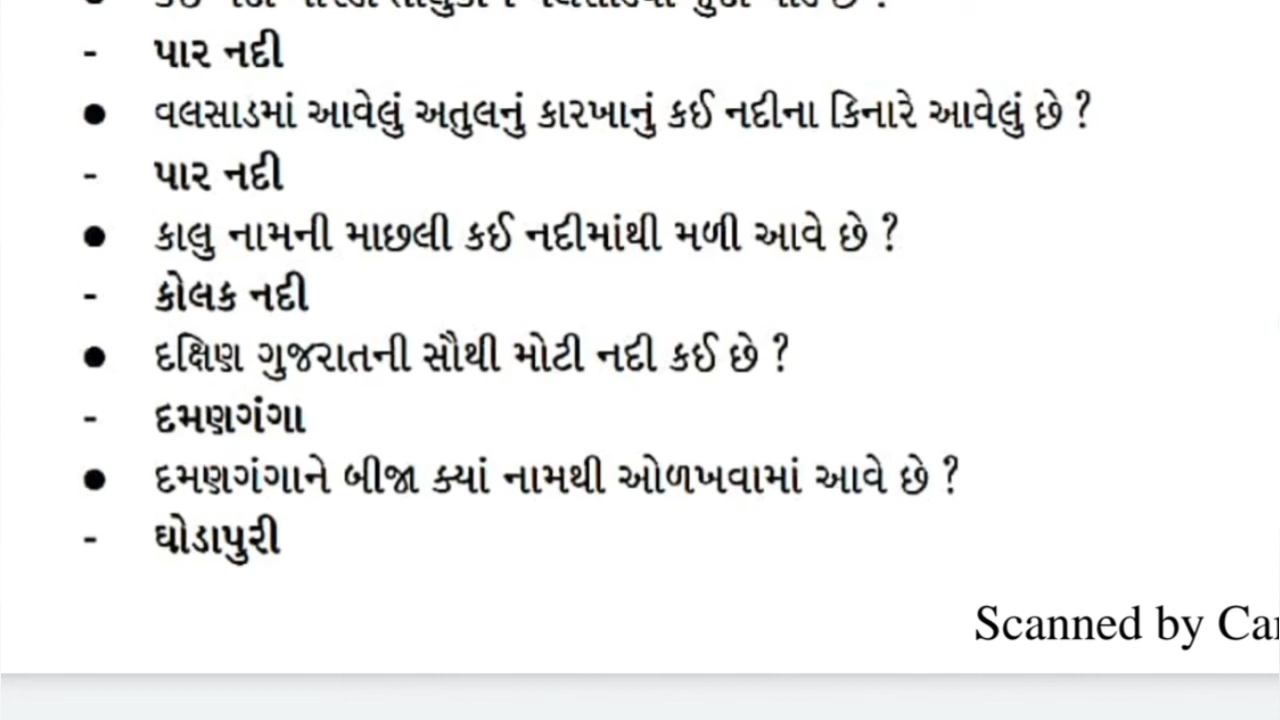 - પાર નદી
● વલસાડમાં આવેલું અતુલનું કારખાનું કઈ નદીના કિનારે આવેલું છે ?
- પાર નદી
● કાલુ નામની માછલી કઈ નદીમાંથી મળી આવે છે ?
- કોલક નદી
● દક્ષિણ ગુજરાતની સૌથી મોટી નદી કઈ છે ?
- દમણગંગા
● દમણગંગાને બીજા ક્યાં નામથી ઓળખવામાં આવે છે ?
- ઘોડાપુરી
Scanned by